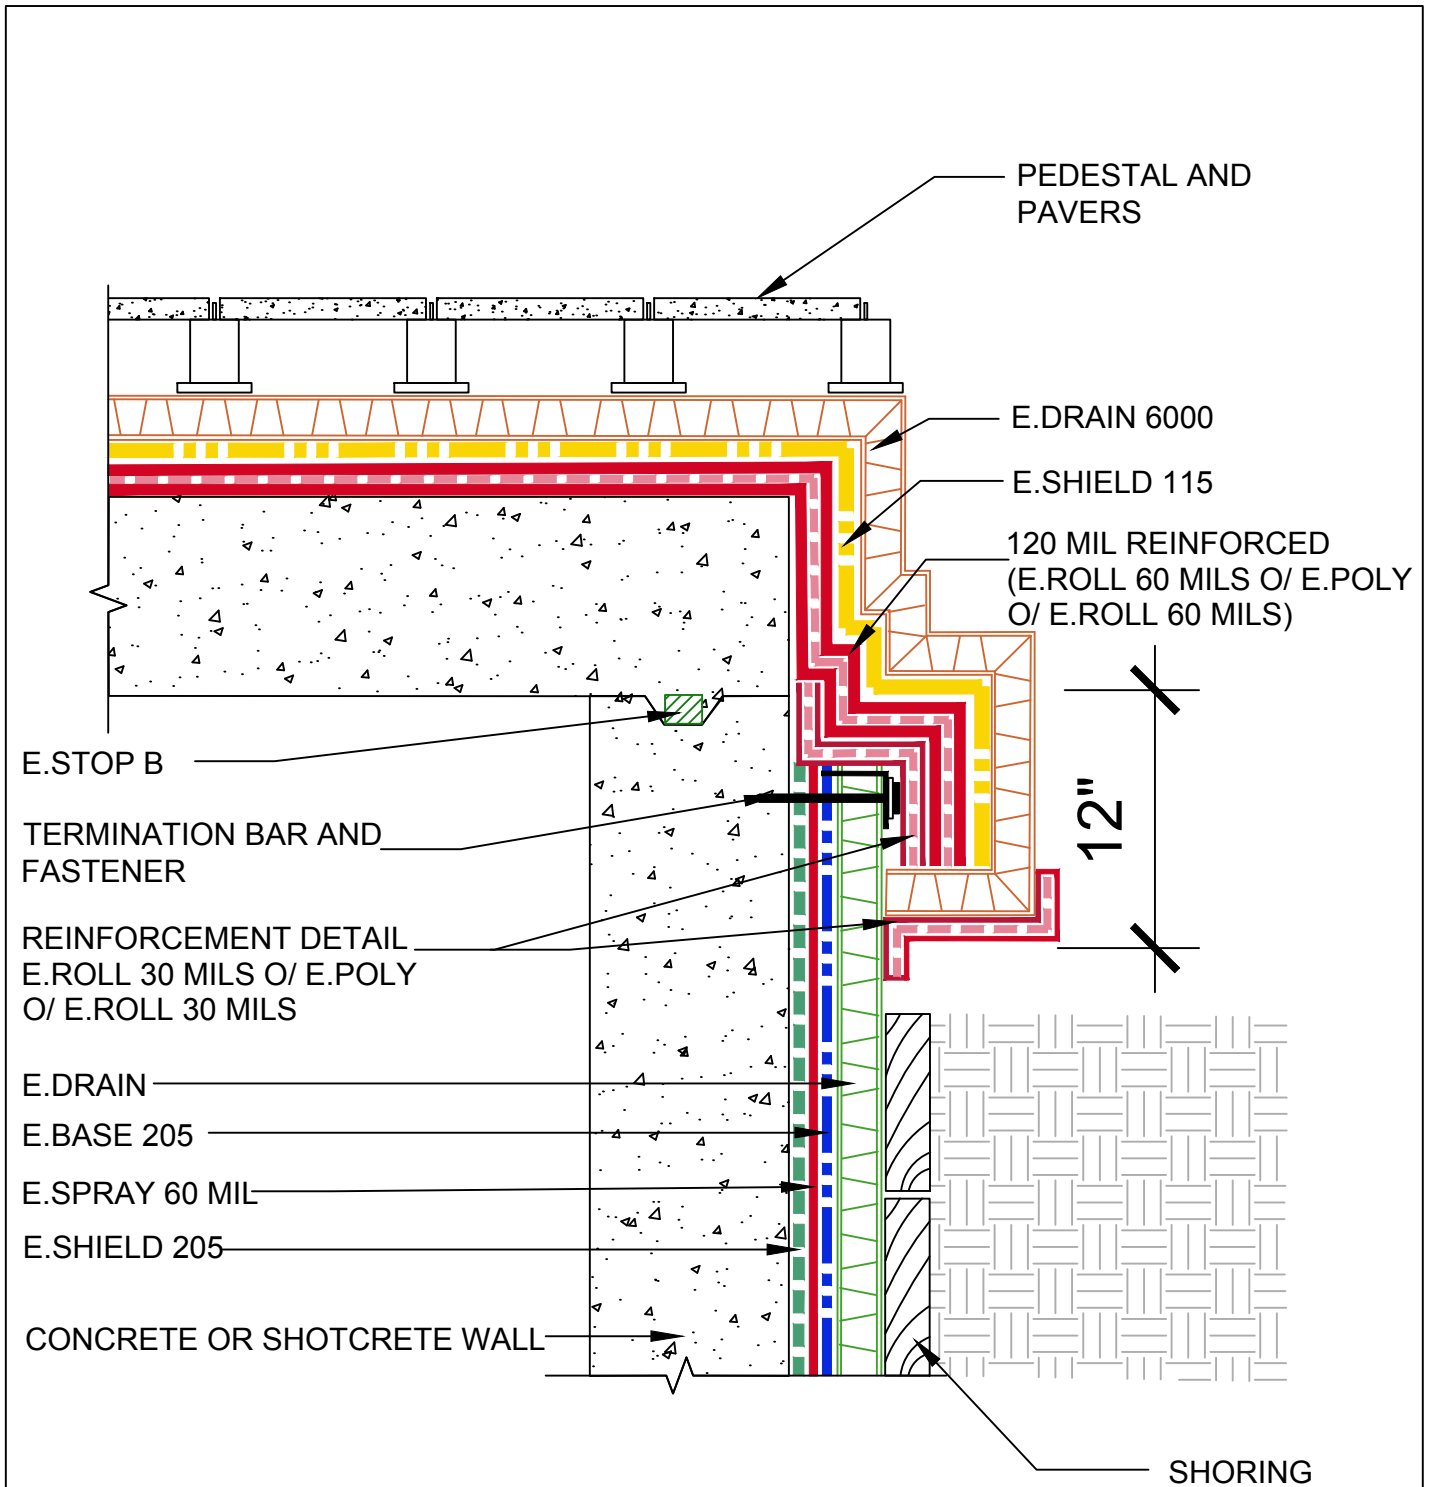 PEDESTAL AND
PAVERS
E.DRAIN 6000
E.SHIELD 115
120 MIL REINFORCED
(E.ROLL 60 MILS O/ E.POLY
O/ E.ROLL 60 MILS)
12"
E.STOP B
TERMINATION BAR AND
FASTENER
REINFORCEMENT DETAIL
E.ROLL 30 MILS O/ E.POLY
O/ E.ROLL 30 MILS
E.DRAIN
E.BASE 205
E.SPRAY 60 MIL
E.SHIELD 205
CONCRETE OR SHOTCRETE WALL
SHORING